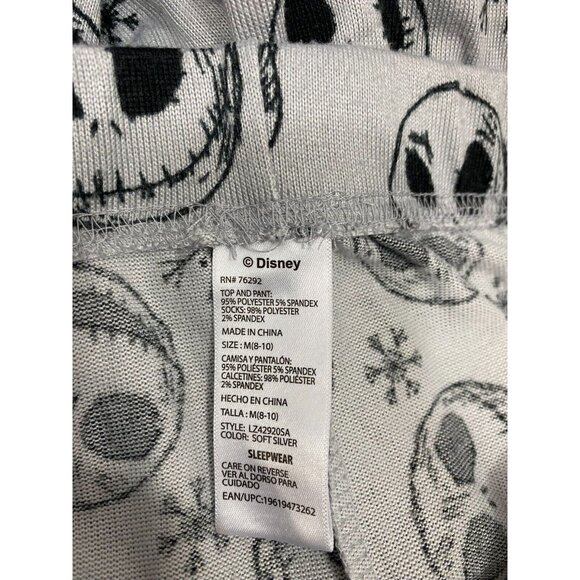 © Disney
RN# 76292
TOP AND PANT:
95% POLYESTER 5% SPANDEX
SOCKS: 98% POLYESTER
2% SPANDEX
MADE IN CHINA
SIZE : M(8-10)
CAMISA Y PANTALÓN:
95% POLIÉSTER 5% SPANDEX
CALCETINES: 98% POLIÉSTER
2% SPANDEX
HECHO EN CHINA
TALLA : M(8-10)
STYLE: LZ42920SA
COLOR: SOFT SILVER
SLEEPWEAR
CARE ON REVERSE
VER AL DORSO PARA
CUIDADO
EAN/UPC:19619473262